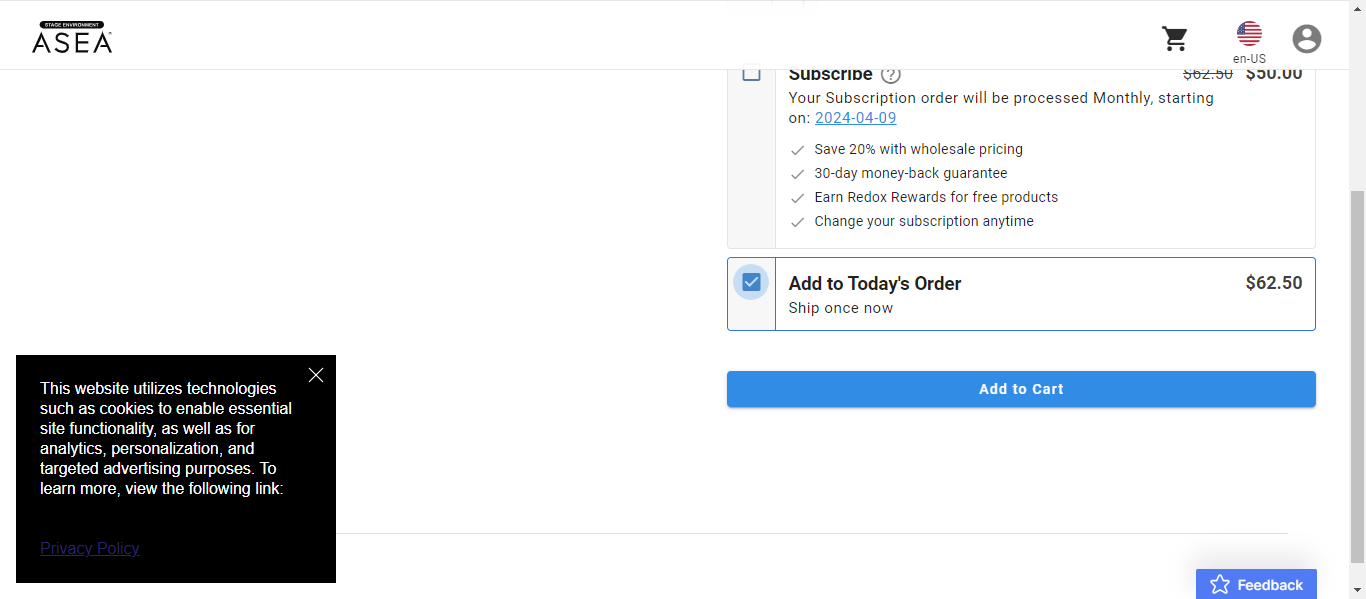 STAGE ENVIRONMENT
ASEA
en-US
Subscribe ? $62.50 $50.00
Your Subscription order will be processed Monthly, starting
on: 2024-04-09
Save 20% with wholesale pricing
30-day money-back guarantee
Earn Redox Rewards for free products
Change your subscription anytime
Add to Today's Order $62.50
Ship once now
Add to Cart
This website utilizes technologies
such as cookies to enable essential
site functionality, as well as for
analytics, personalization, and
targeted advertising purposes. To
learn more, view the following link:
Privacy Policy
Feedback